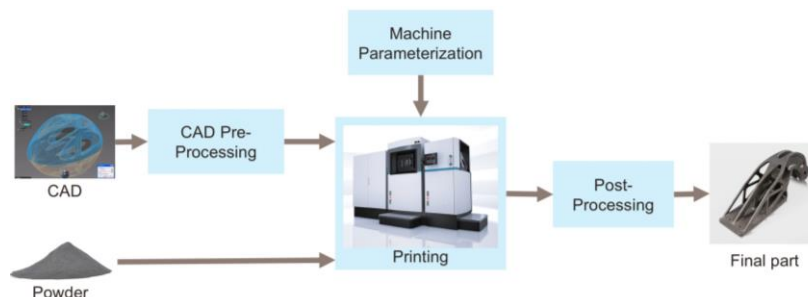 Machine
Parameterization
CAD Pre-
Processing
CAD
Printing
Post-
Processing
Final part
Powder